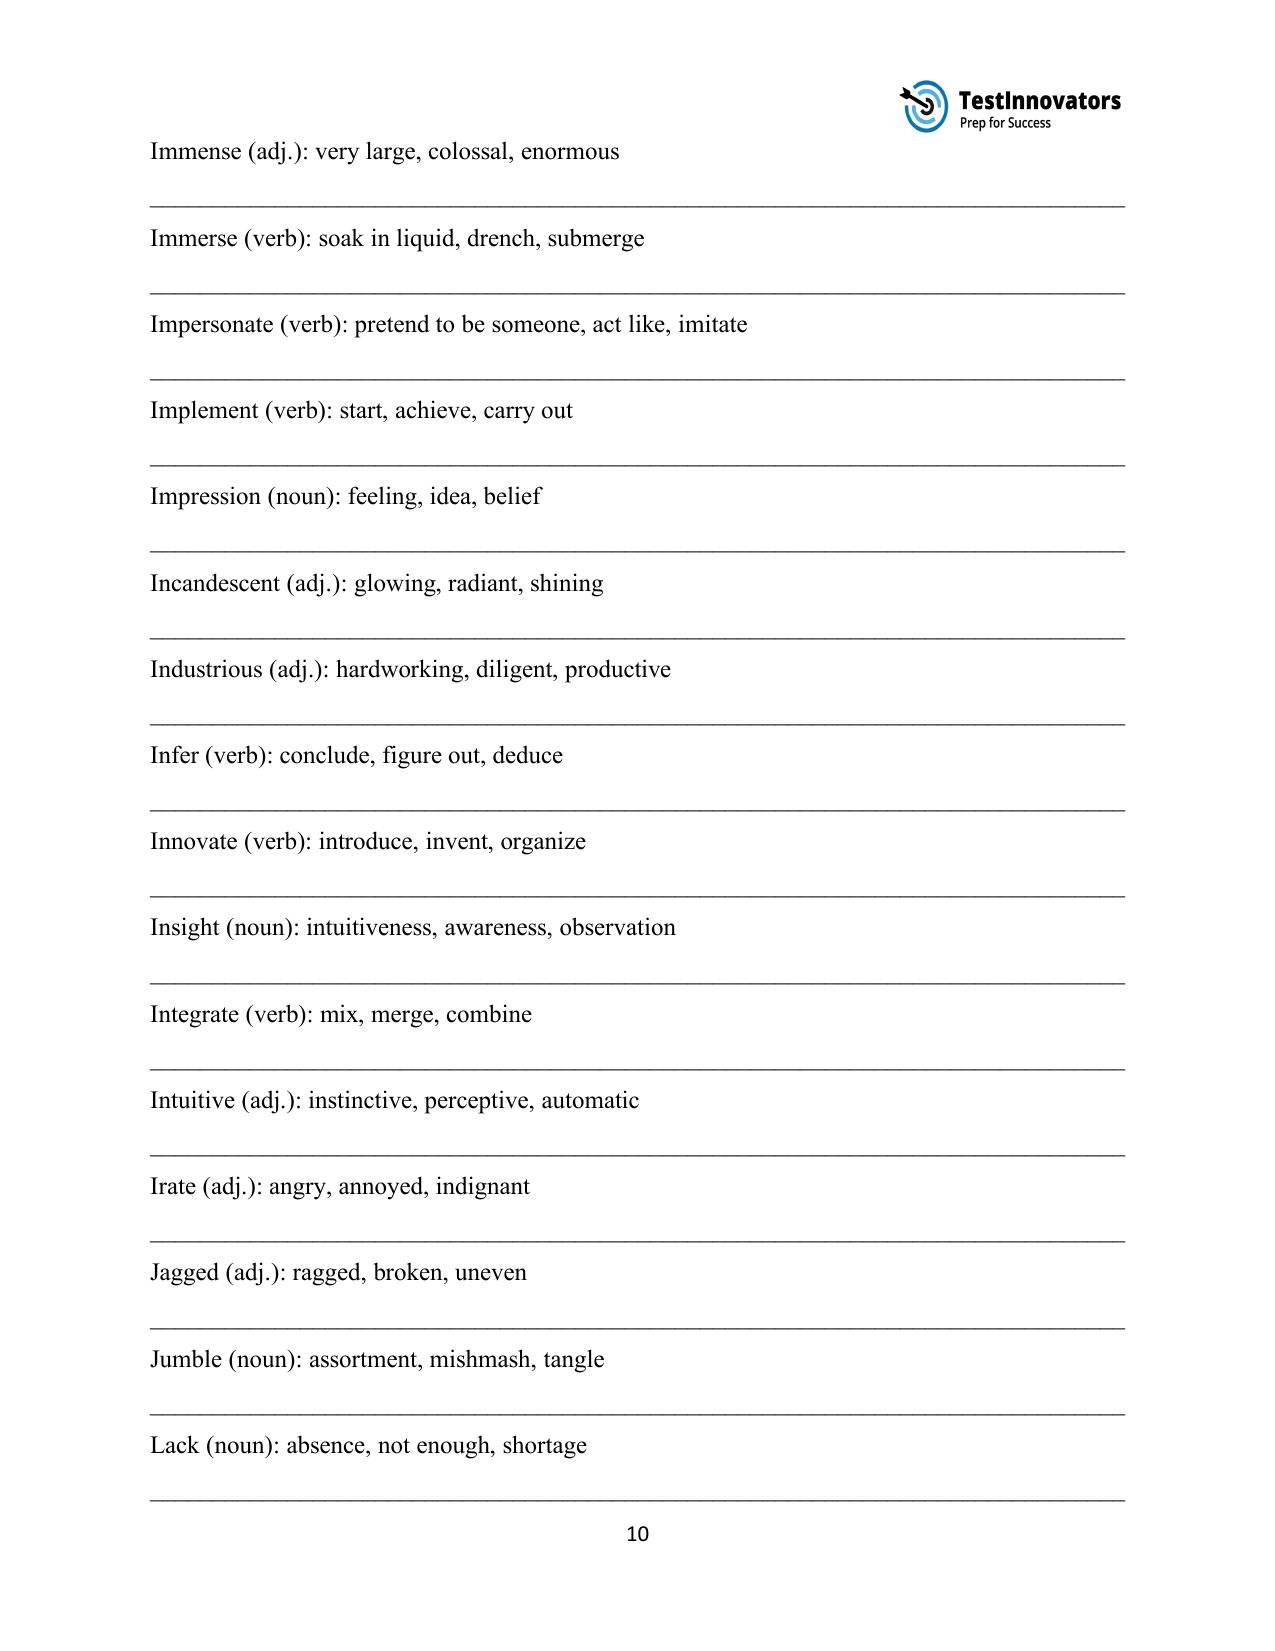 TestInnovators
Prep for Success
Immense (adj.): very large, colossal, enormous
Immerse (verb): soak in liquid, drench, submerge
Impersonate (verb): pretend to be someone, act like, imitate
Implement (verb): start, achieve, carry out
Impression (noun): feeling, idea, belief
Incandescent (adj.): glowing, radiant, shining
Industrious (adj.): hardworking, diligent, productive
Infer (verb): conclude, figure out, deduce
Innovate (verb): introduce, invent, organize
Insight (noun): intuitiveness, awareness, observation
Integrate (verb): mix, merge, combine
Intuitive (adj.): instinctive, perceptive, automatic
Irate (adj.): angry, annoyed, indignant
Jagged (adj.): ragged, broken, uneven
Jumble (noun): assortment, mishmash, tangle
Lack (noun): absence, not enough, shortage
10